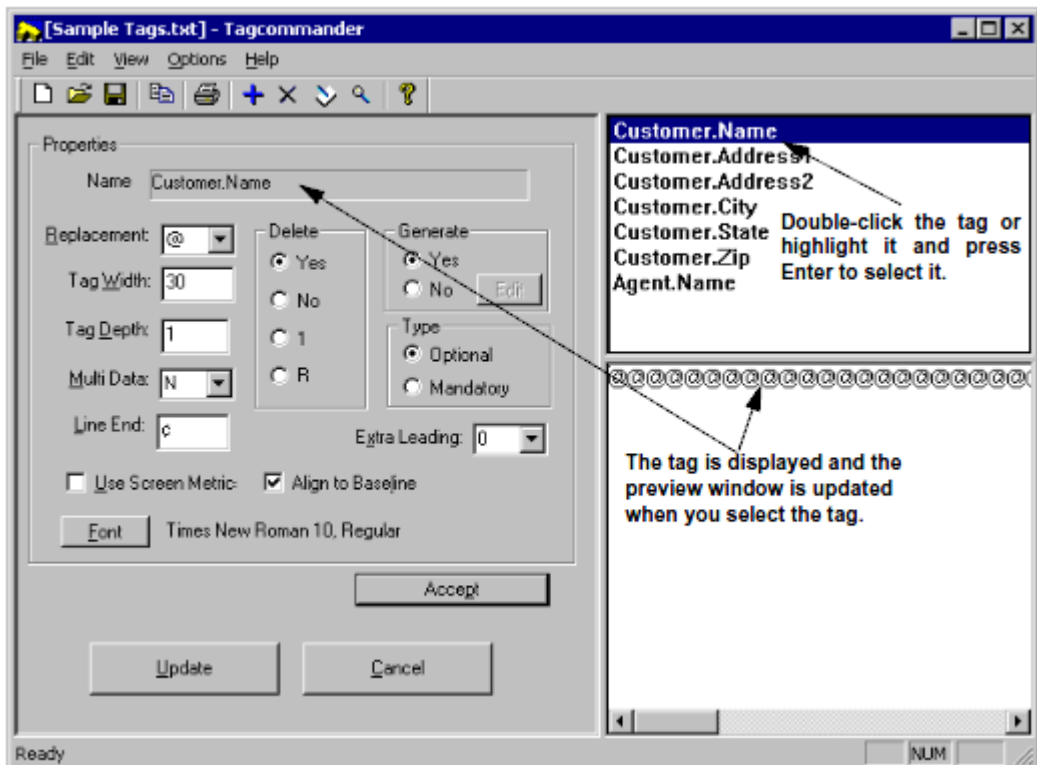 [Sample Tags.txt] - Tagcommander
File Edit View Options Help
Properties
Name Customer.Name
Replacement: @
Tag Width: 30
Tag Depth: 1
Multi Data: N
Line End: c
Delete
Yes
No
1
R
Generate
Yes
No Edit
Type
Optional
Mandatory
Extra Leading: 0
Use Screen Metric:
Align to Baseline
Font Times New Roman 10, Regular
Accept
Update Cancel
Customer.Name
Customer.Address1
Customer.Address2
Customer.City
Customer.State
Customer.Zip
Agent.Name
Double-click the tag or
highlight it and press
Enter to select it.
@@@@@@@@@@@@@@@@@@@@@@
The tag is displayed and the
preview window is updated
when you select the tag.
Ready NUM